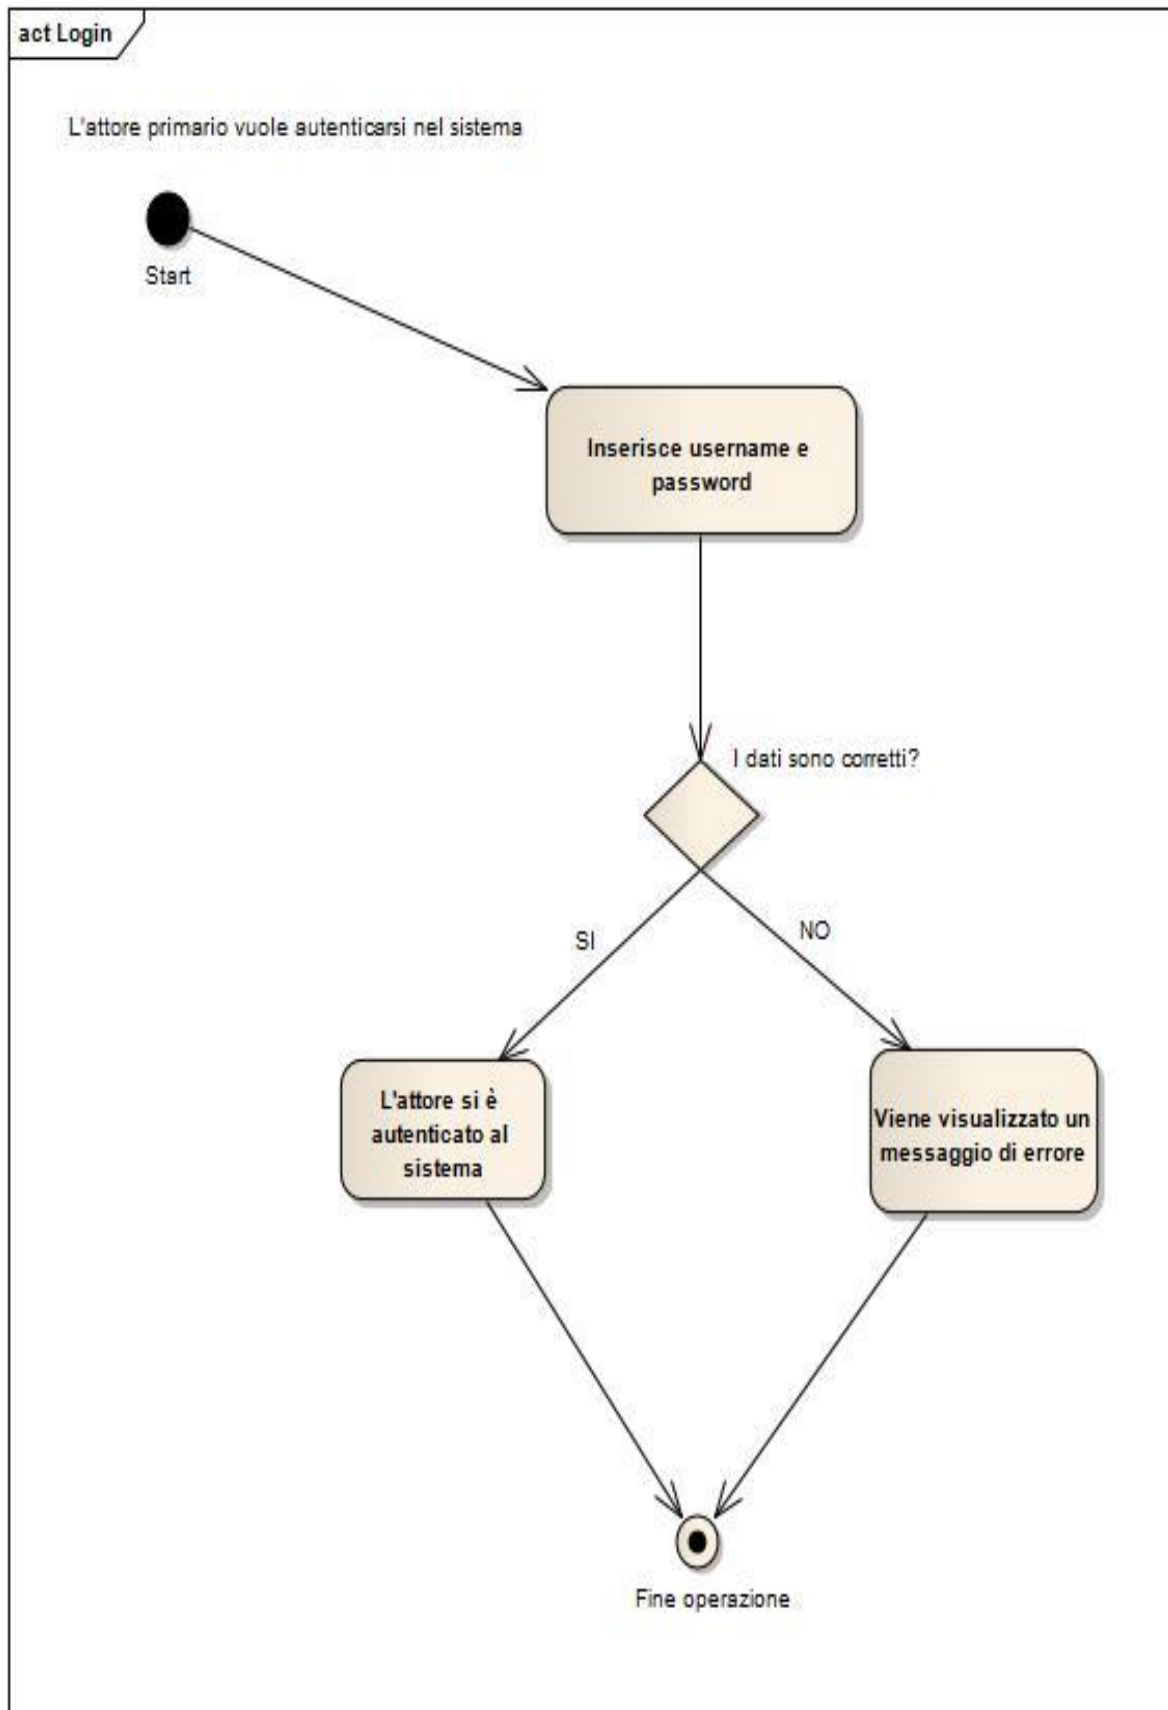 act Login
L'attore primario vuole autenticarsi nel sistema
Start
Inserisce username e
password
I dati sono corretti?
SI
NO
L'attore si è
autenticato al
sistema
Viene visualizzato un
messaggio di errore
Fine operazione